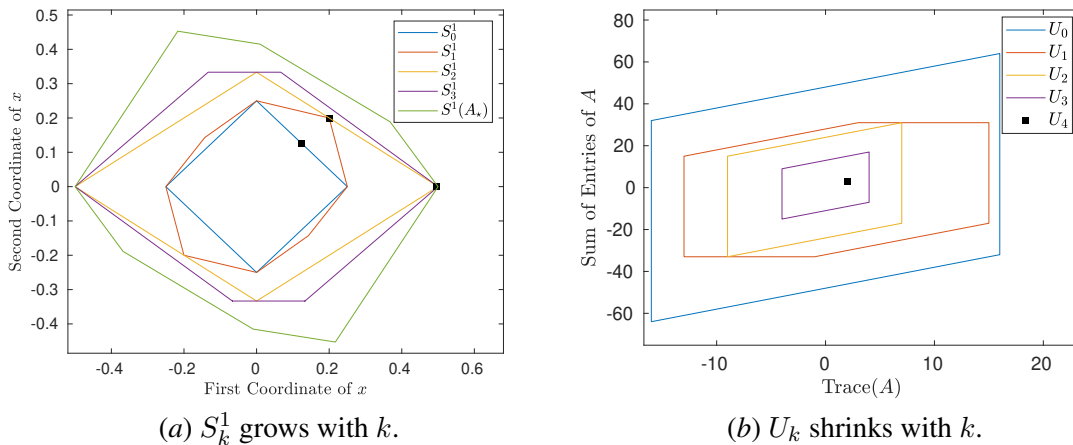 0.5
0.4
0.3
0.2
0.1
0
-0.1
-0.2
-0.3
-0.4
-0.4 -0.2 0 0.2 0.4 0.6
Second Coordinate of x
First Coordinate of x
S_0^1
S_1^1
S_2^1
S_3^1
S^1(A_⋆)
(a) S_k^1 grows with k.
80
60
40
20
0
-20
-40
-60
-10 0 10 20
Sum of Entries of A
Trace(A)
U_0
U_1
U_2
U_3
U_4
(b) U_k shrinks with k.